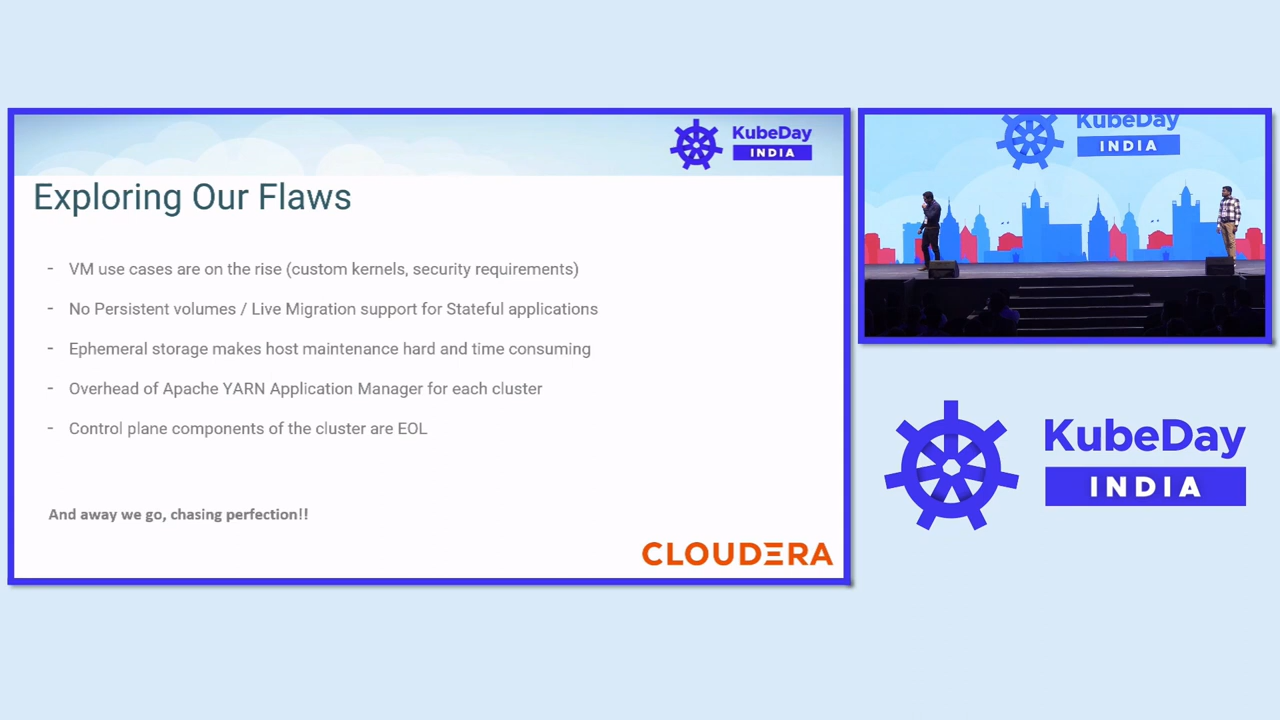 KubeDay
INDIA
Exploring Our Flaws
- VM use cases are on the rise (custom kernels, security requirements)
- No Persistent volumes / Live Migration support for Stateful applications
- Ephemeral storage makes host maintenance hard and time consuming
- Overhead of Apache YARN Application Manager for each cluster
- Control plane components of the cluster are EOL
And away we go, chasing perfection!!
CLOUDERA
KubeDay
INDIA
KubeDay
INDIA